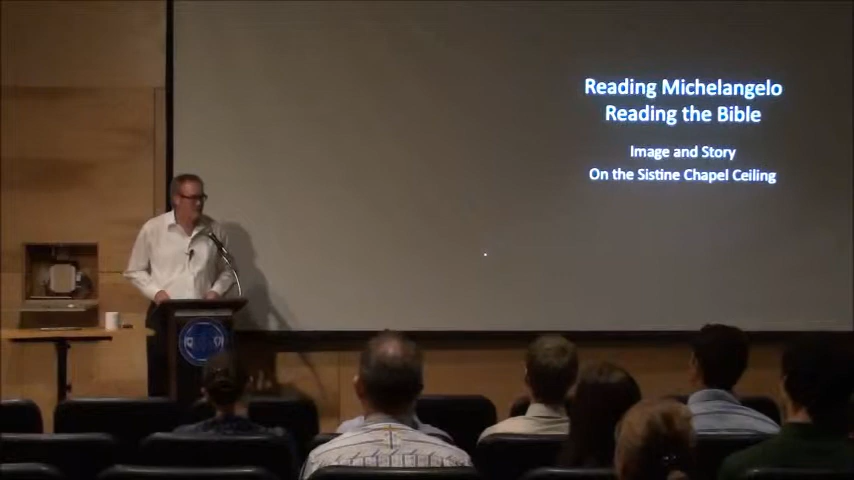 Reading Michelangelo
Reading the Bible
Image and Story
On the Sistine Chapel Ceiling